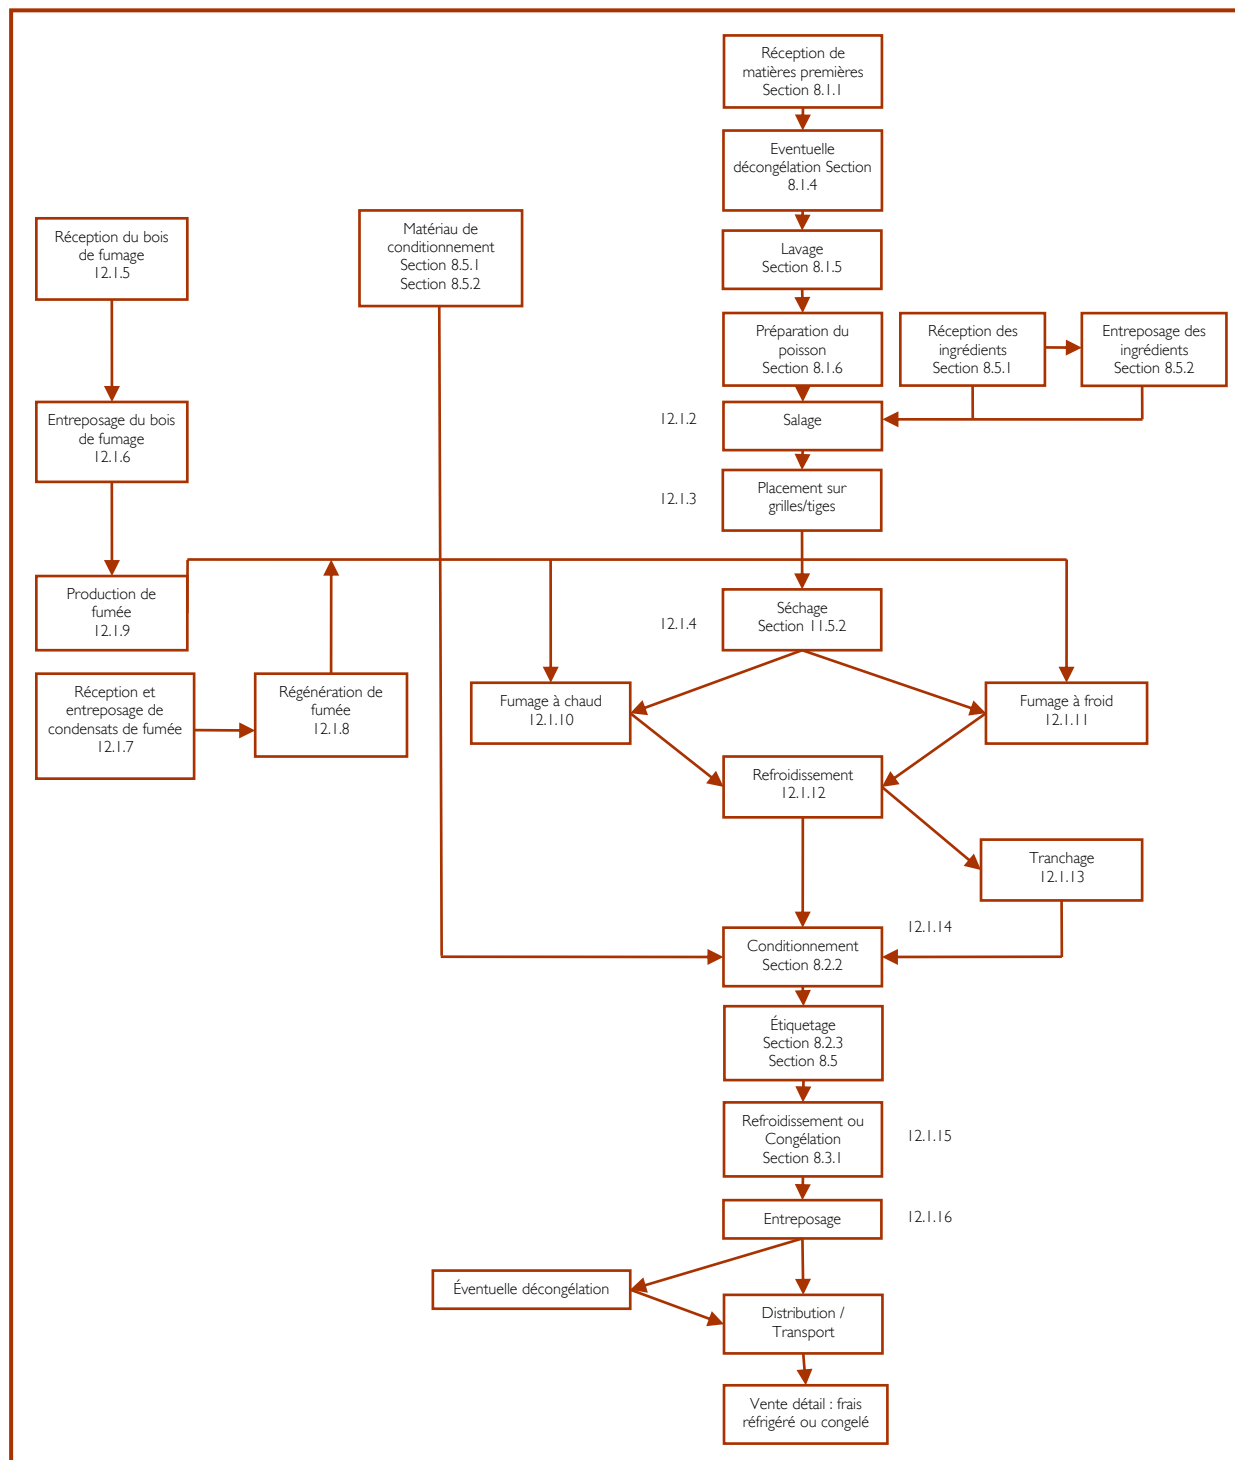 Réception de
matières premières
Section 8.1.1
Eventuelle
décongélation Section
8.1.4
Réception du bois
de fumage
12.1.5
Matériau de
conditionnement
Section 8.5.1
Section 8.5.2
Lavage
Section 8.1.5
Préparation du
poisson
Section 8.1.6
Réception des
ingrédients
Section 8.5.1
Entreposage des
ingrédients
Section 8.5.2
Entreposage du bois
de fumage
12.1.6
12.1.2
Salage
12.1.3
Placement sur
grilles/tiges
Production de
fumée
12.1.9
12.1.4
Séchage
Section 11.5.2
Réception et
entreposage de
condensats de fumée
12.1.7
Régénération de
fumée
12.1.8
Fumage à chaud
12.1.10
Fumage à froid
12.1.11
Refroidissement
12.1.12
Tranchage
12.1.13
12.1.14
Conditionnement
Section 8.2.2
Étiquetage
Section 8.2.3
Section 8.5
Refroidissement ou
Congélation
Section 8.3.1
12.1.15
Entreposage
12.1.16
Éventuelle décongélation
Distribution /
Transport
Vente détail : frais
réfrigéré ou congelé